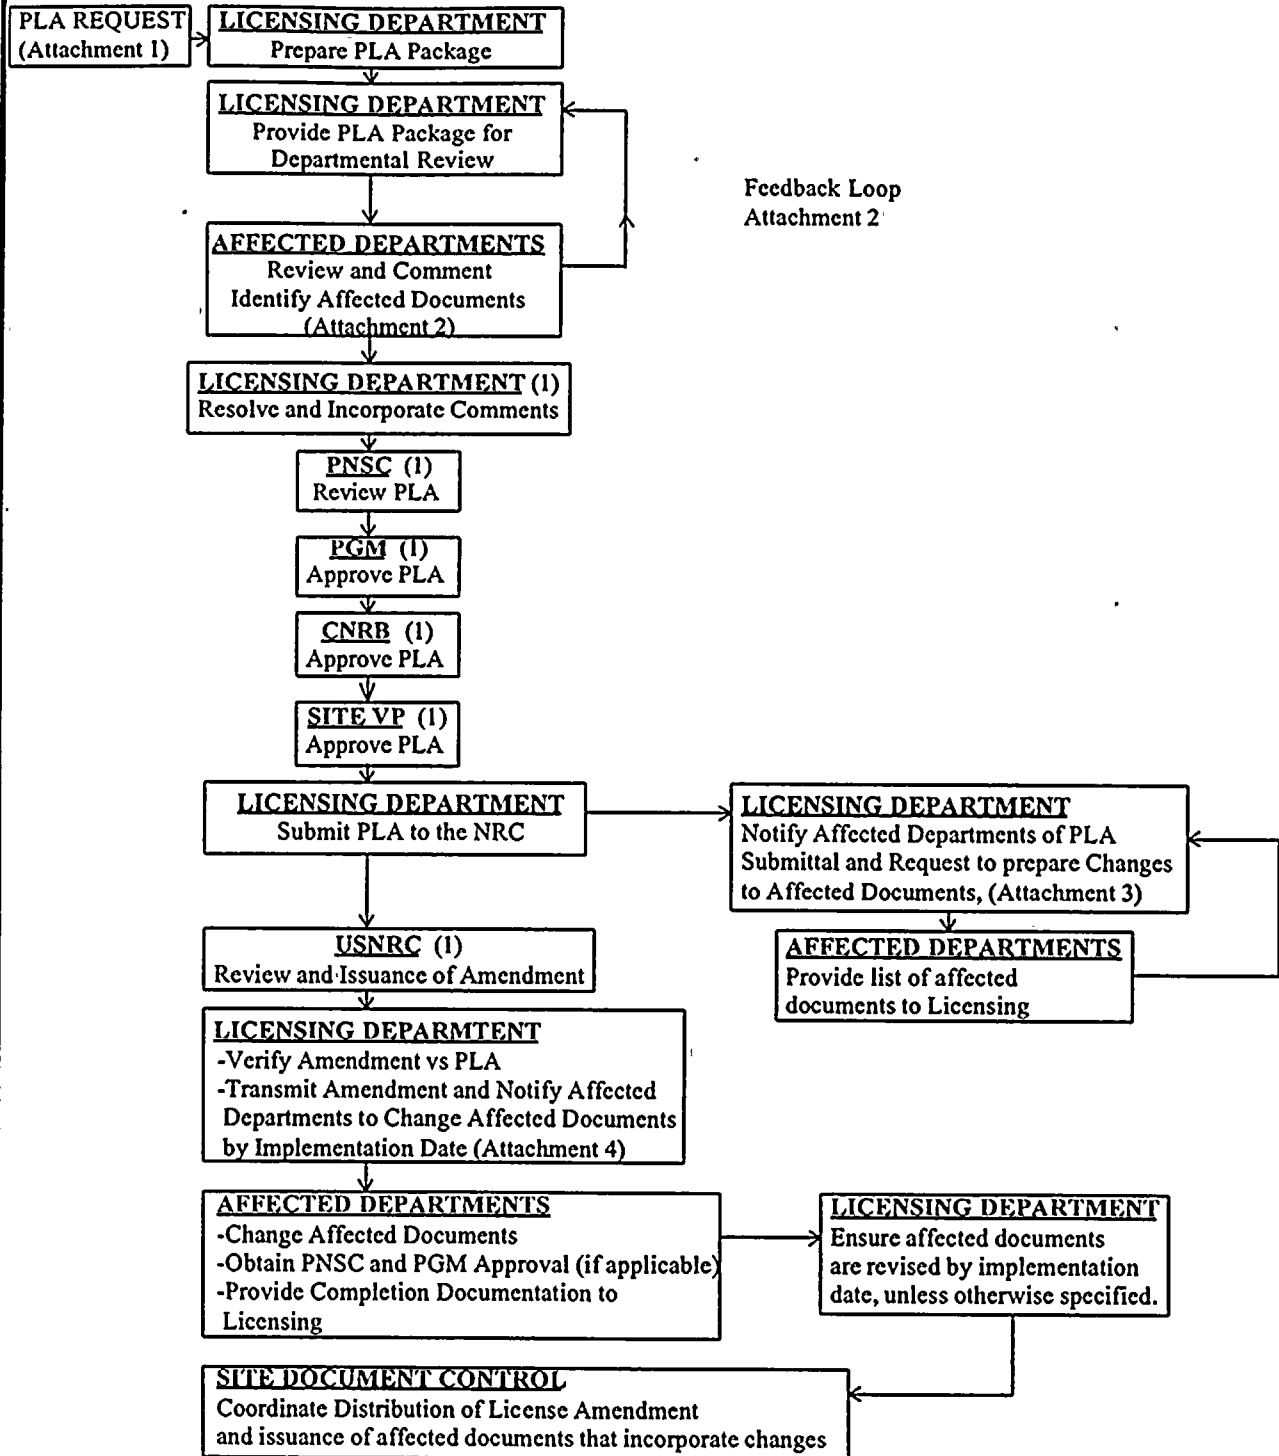 PLA REQUEST
(Attachment 1)
LICENSING DEPARTMENT
Prepare PLA Package
LICENSING DEPARTMENT
Provide PLA Package for
Departmental Review
Feedback Loop
Attachment 2
AFFECTED DEPARTMENTS
Review and Comment
Identify Affected Documents
(Attachment 2)
LICENSING DEPARTMENT (1)
Resolve and Incorporate Comments
PNSC (1)
Review PLA
PGM (1)
Approve PLA
CNRB (1)
Approve PLA
SITE VP (1)
Approve PLA
LICENSING DEPARTMENT
Submit PLA to the NRC
LICENSING DEPARTMENT
Notify Affected Departments of PLA
Submittal and Request to prepare Changes
to Affected Documents, (Attachment 3)
AFFECTED DEPARTMENTS
Provide list of affected
documents to Licensing
USNRC (1)
Review and Issuance of Amendment
LICENSING DEPARMTENT
-Verify Amendment vs PLA
-Transmit Amendment and Notify Affected
Departments to Change Affected Documents
by Implementation Date (Attachment 4)
AFFECTED DEPARTMENTS
-Change Affected Documents
-Obtain PNSC and PGM Approval (if applicable)
-Provide Completion Documentation to
Licensing
LICENSING DEPARTMENT
Ensure affected documents
are revised by implementation
date, unless otherwise specified.
SITE DOCUMENT CONTROL
Coordinate Distribution of License Amendment
and issuance of affected documents that incorporate changes